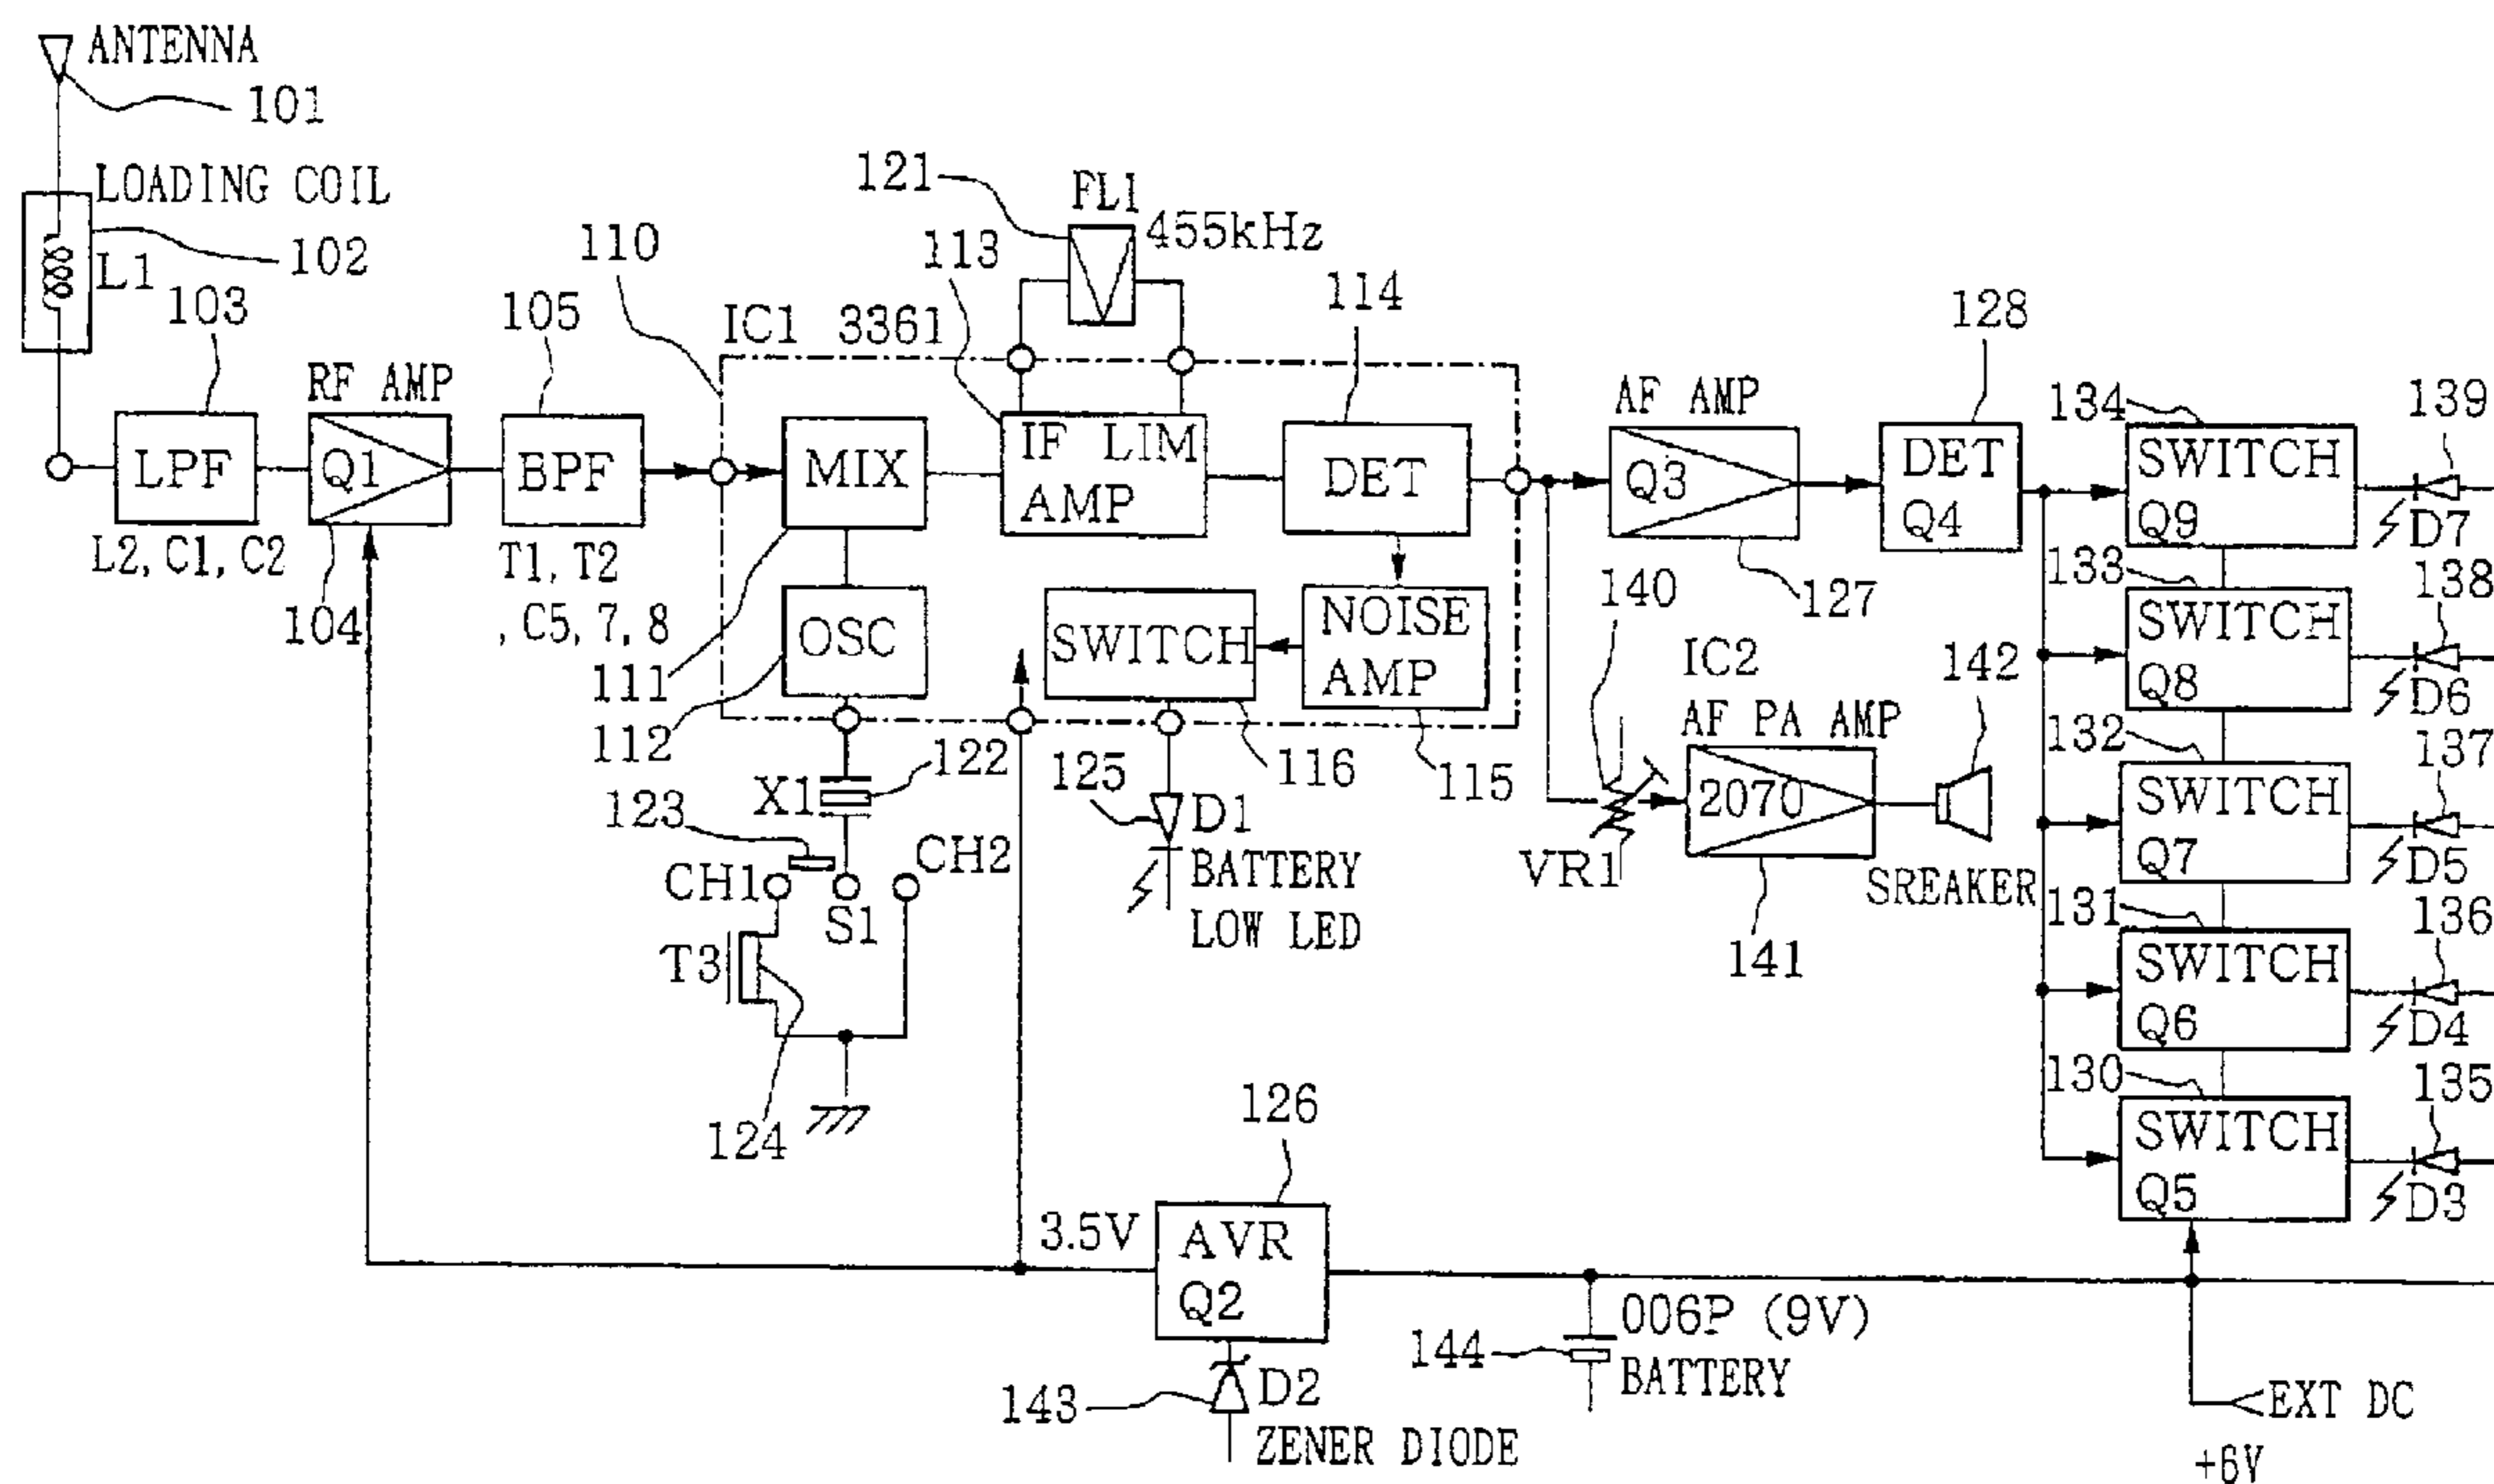 ANTENNA
101
LOADING COIL
L1
102
103
LPF
L2, C1, C2
RF AMP
Q1
104
105
BPF
T1, T2
, C5, 7, 8
110
IC1 3361
121
FL1
455kHz
113
114
MIX
IF LIM
AMP
DET
OSC
SWITCH
NOISE
AMP
111
112
X1
122
123
CH1
S1
CH2
T3
124
125
D1
BATTERY
LOW LED
116
115
AF AMP
Q3
127
128
DET
Q4
140
VR1
IC2
AF PA AMP
2070
141
142
SREAKER
134
SWITCH
Q9
139
D7
133
SWITCH
Q8
138
D6
132
SWITCH
Q7
137
D5
131
SWITCH
Q6
136
D4
130
SWITCH
Q5
135
D3
3.5V
126
AVR
Q2
143
D2
ZENER DIODE
006P (9V)
144
BATTERY
EXT DC
+6V